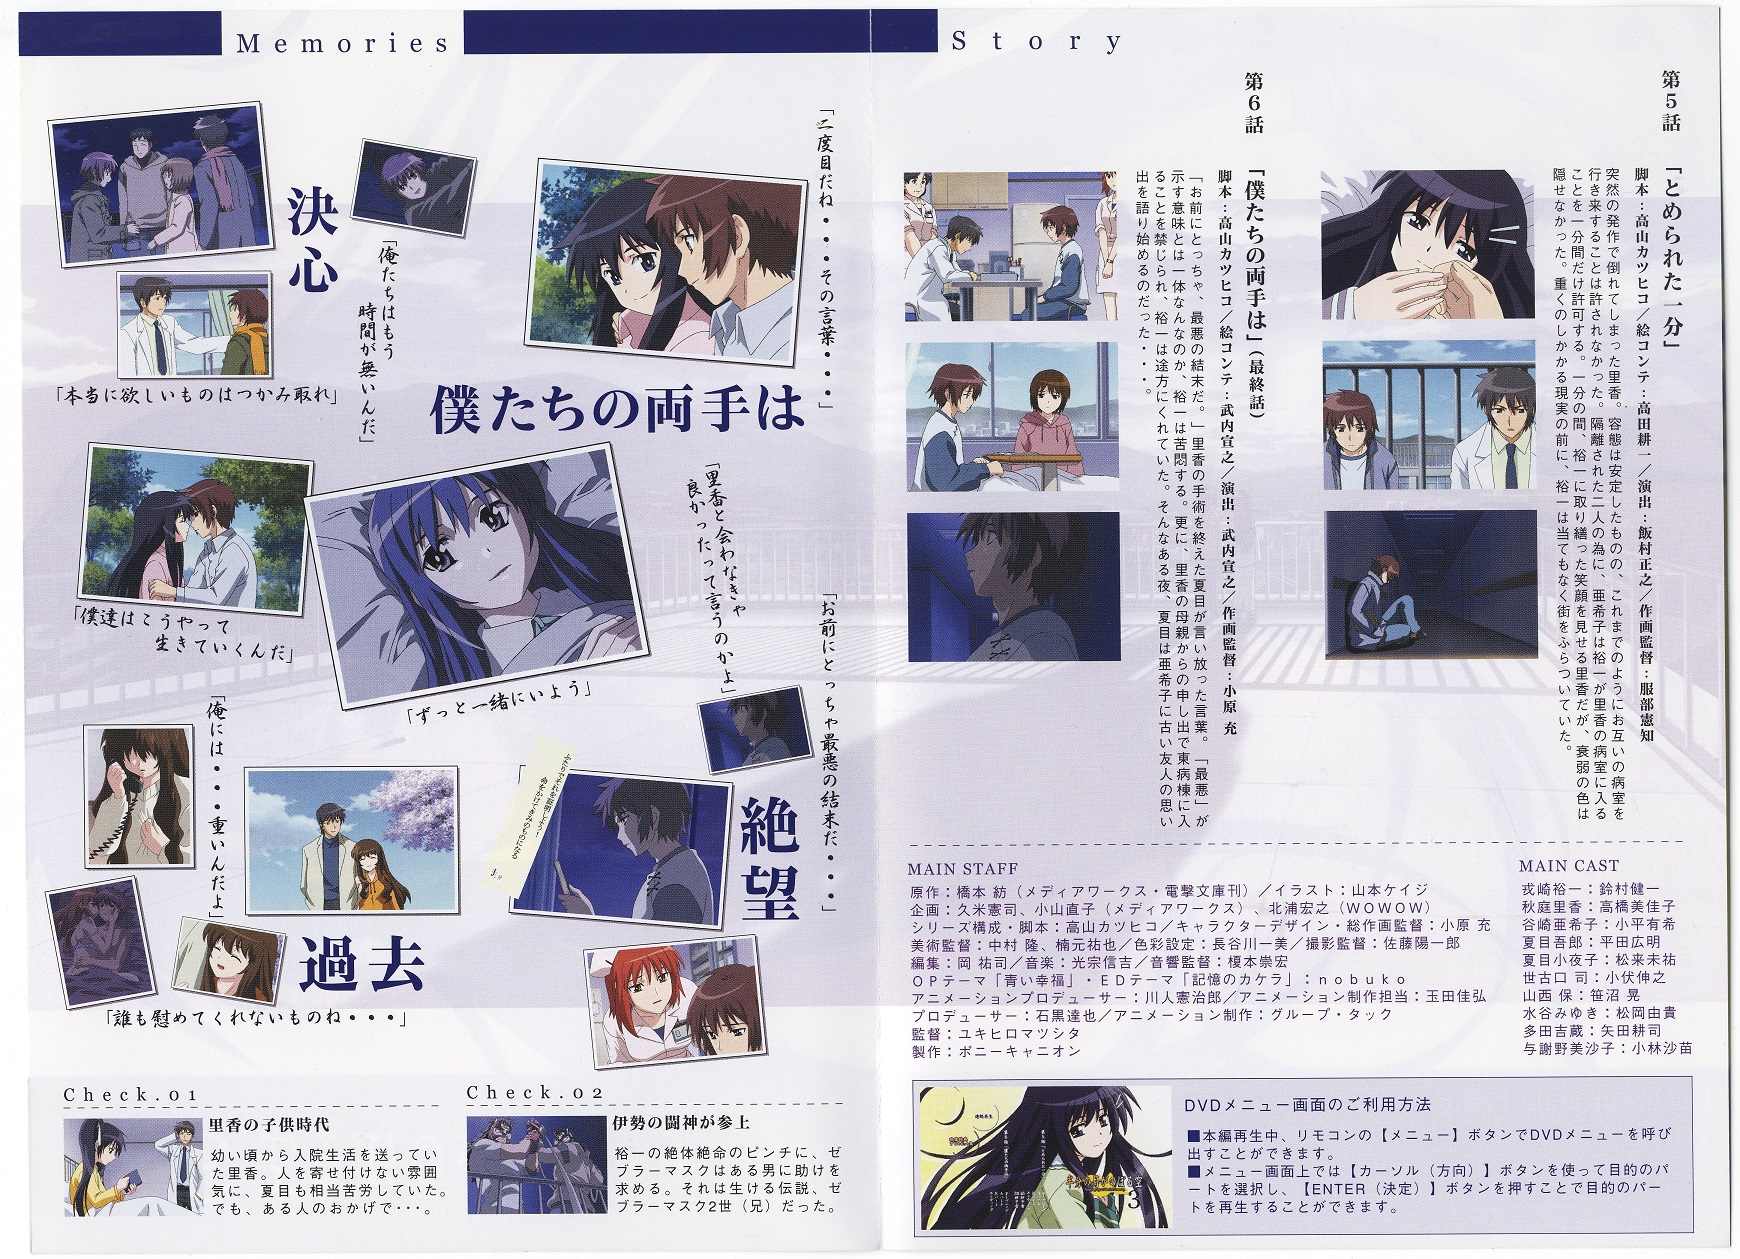 Memories
「二度目だね・・・その言葉・・・」
決心
「俺たちはもう
時間が無いんだ」
「本当に欲しいものはつかみ取れ」
僕たちの両手は
「僕達はこうやって
生きていくんだ」
「里香と会わなきゃ
良かったって言うのかよ」
「ずっと一緒にいよう」
「お前にとっちゃ最悪の結末だ・・・」
絶望
「俺には・・・重いんだよ」
過去
「誰も慰めてくれないものね・・・」
Check.01
里香の子供時代
幼い頃から入院生活を送ってい
た里香。人を寄せ付けない雰囲
気に、夏目も相当苦労していた。
でも、ある人のおかげで・・・。
Check.02
伊勢の闘神が参上
裕一の絶体絶命のピンチに、ゼ
ブラーマスクはある男に助けを
求める。それは生ける伝説、ゼ
ブラーマスク2世（兄）だった。
Story
第5話
「とめられた一分」
脚本：高山カツヒコ／絵コンテ：高田耕一／演出：飯村正之／作画監督：服部憲知
突然の発作で倒れてしまった里香。容態は安定したものの、これまでのようにお互いの病室を
行き来することは許されなかった。隔離された二人の為に、亜希子は裕一が里香の病室に入る
ことを一分間だけ許可する。一分の間、裕一に取り繕った笑顔を見せる里香だが、衰弱の色は
隠せなかった。重くのしかかる現実の前に、裕一は当てもなく街をふらついていた。
第6話
「僕たちの両手は」（最終話）
脚本：高山カツヒコ／絵コンテ：武内宣之／演出：武内宣之／作画監督：小原 充
「お前にとっちゃ、最悪の結末だ。」里香の手術を終えた夏目が言い放った言葉。「最悪」が
示す意味とは一体なんなのか、裕一は苦悶する。更に、里香の母親からの申し出で東病棟に入
ることを禁じられ、裕一は途方にくれていた。そんなある夜、夏目は亜希子に古い友人の思い
出を語り始めるのだった・・・。
MAIN STAFF
原作：橋本 紡（メディアワークス・電撃文庫刊）／イラスト：山本ケイジ
企画：久米憲司、小山直子（メディアワークス）、北浦宏之（WOWOW）
シリーズ構成・脚本：高山カツヒコ／キャラクターデザイン・総作画監督：小原 充
美術監督：中村 隆、楠元祐也／色彩設定：長谷川一美／撮影監督：佐藤陽一郎
編集：岡 祐司／音楽：光宗信吉／音響監督：榎本崇宏
OPテーマ「青い幸福」・EDテーマ「記憶のカケラ」：nobuko
アニメーションプロデューサー：川人憲治郎／アニメーション制作担当：玉田佳弘
プロデューサー：石黒達也／アニメーション制作：グループ・タック
監督：ユキヒロマツシタ
製作：ポニーキャニオン
MAIN CAST
戎崎裕一：鈴村健一
秋庭里香：高橋美佳子
谷崎亜希子：小平有希
夏目吾郎：平田広明
夏目小夜子：松来未祐
世古口 司：小伏伸之
山西 保：笹沼 晃
水谷みゆき：松岡由貴
多田吉蔵：矢田耕司
与謝野美沙子：小林沙苗
DVDメニュー画面のご利用方法
■本編再生中、リモコンの【メニュー】ボタンでDVDメニューを呼び
出すことができます。
■メニュー画面上では【カーソル（方向）】ボタンを使って目的のパ
ートを選択し、【ENTER（決定）】ボタンを押すことで目的のパー
トを再生することができます。